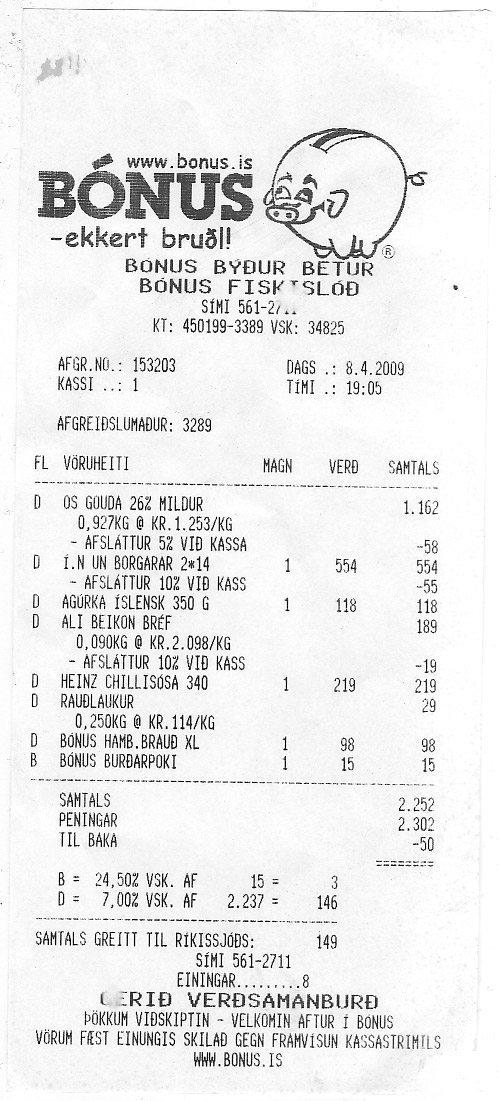 www.bonus.is
BÓNUS
-ekkert bruðl!
®
BÓNUS BÝÐUR BETUR
BÓNUS FISKISLÓÐ
SÍMI 561-27
KT: 450199-3389 VSK: 34825
AFGR.NO.: 153203 DAGS .: 8.4.2009
KASSI ..: 1 TÍMI .: 19:05
AFGREIÐSLUMAÐUR: 3289
FL VÖRUHEITI MAGN VERÐ SAMTALS
D OS GOUDA 26% MILDUR 1.162
0,927KG @ KR.1.253/KG
- AFSLÁTTUR 5% VIÐ KASSA -58
D Í.N UN BORGARAR 2*14 1 554 554
- AFSLÁTTUR 10% VIÐ KASS -55
D AGÚRKA ÍSLENSK 350 G 1 118 118
D ALI BEIKON BRÉF 189
0,090KG @ KR.2.098/KG
- AFSLÁTTUR 10% VIÐ KASS -19
D HEINZ CHILLISÓSA 340 1 219 219
D RAUÐLAUKUR 29
0,250KG @ KR.114/KG
D BÓNUS HAMB.BRAUÐ XL 1 98 98
B BÓNUS BURÐARPOKI 1 15 15
SAMTALS 2.252
PENINGAR 2.302
TIL BAKA -50
========
B = 24,50% VSK. AF 15 = 3
D = 7,00% VSK. AF 2.237 = 146
SAMTALS GREITT TIL RÍKISSJÓÐS: 149
SÍMI 561-2711
EININGAR.........8
GERIÐ VERÐSAMANBURÐ
ÞÖKKUM VIÐSKIPTIN - VELKOMIN AFTUR Í BÓNUS
VÖRUM FÆST EINUNGIS SKILAÐ GEGN FRAMVÍSUN KASSASTRIMILS
WWW.BONUS.IS